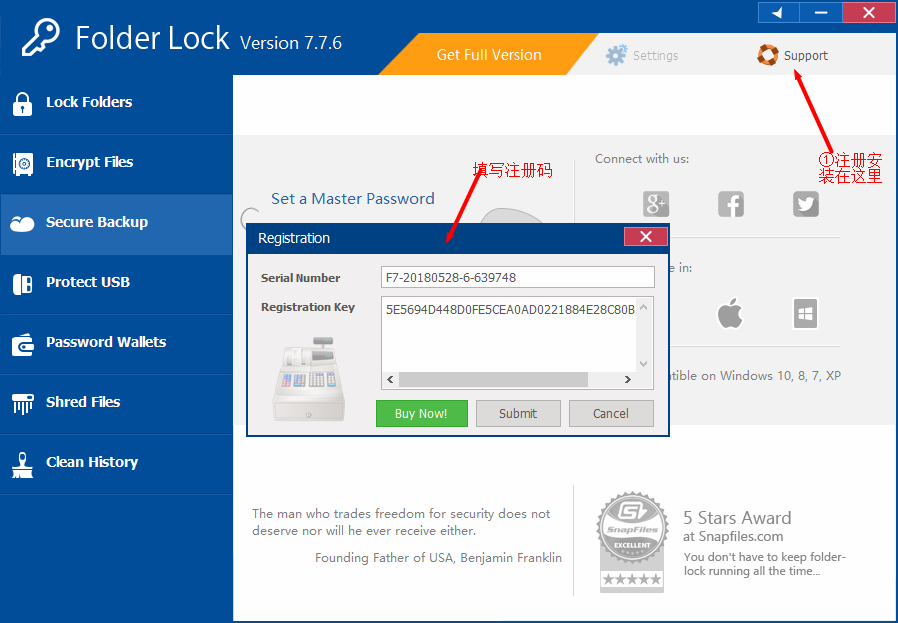 Folder Lock Version 7.7.6
Get Full Version
Settings
Support
Lock Folders
Encrypt Files
Secure Backup
Protect USB
Password Wallets
Shred Files
Clean History
①注册安
装在这里
填写注册码
Connect with us:
Set a Master Password
g+
Registration
Serial Number
F7-20180528-6-639748
Registration Key
5E5694D448D0FE5CEA0AD0221884E28C80B
e in:
tible on Windows 10, 8, 7, XP
Buy Now!
Submit
Cancel
The man who trades freedom for security does not
deserve nor will he ever receive either.
Founding Father of USA, Benjamin Franklin
SnapFiles
EXCELLENT
5 Stars Award
at Snapfiles.com
You don't have to keep folder-
lock running all the time...